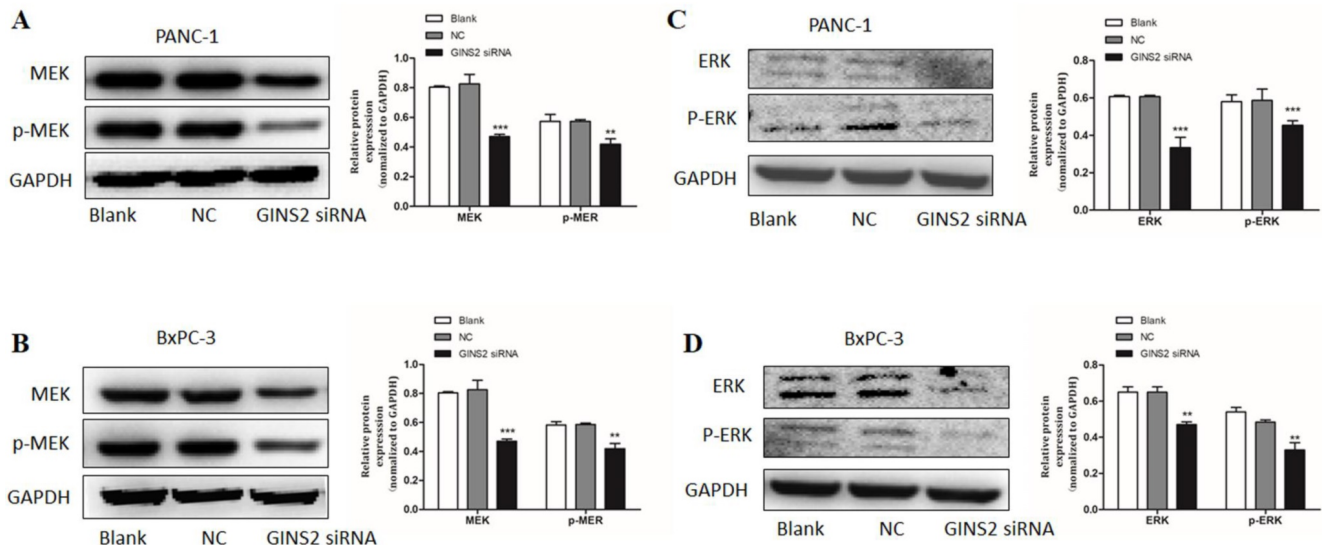 A
PANC-1
MEK
p-MEK
GAPDH
Blank NC GINS2 siRNA
Blank
NC
GINS2 siRNA
Relative protein
expresssion
(nomalized to GAPDH)
1.0
0.8
0.6
0.4
0.2
0.0
*** **
MEK p-MER
C
PANC-1
ERK
P-ERK
GAPDH
Blank NC GINS2 siRNA
Blank
NC
GINS2 siRNA
Relative protein
expresssion
(nomalized to GAPDH)
0.8
0.6
0.4
0.2
0.0
*** ***
ERK p-ERK
B
BxPC-3
MEK
p-MEK
GAPDH
Blank NC GINS2 siRNA
Blank
NC
GINS2 siRNA
Relative protein
expresssion
(nomalized to GAPDH)
1.0
0.8
0.6
0.4
0.2
0.0
*** **
MEK p-MER
D
BxPC-3
ERK
P-ERK
GAPDH
Blank NC GINS2 siRNA
Blank
NC
GINS2 siRNA
Relative protein
expresssion
(nomalized to GAPDH)
0.8
0.6
0.4
0.2
0.0
** **
ERK p-ERK